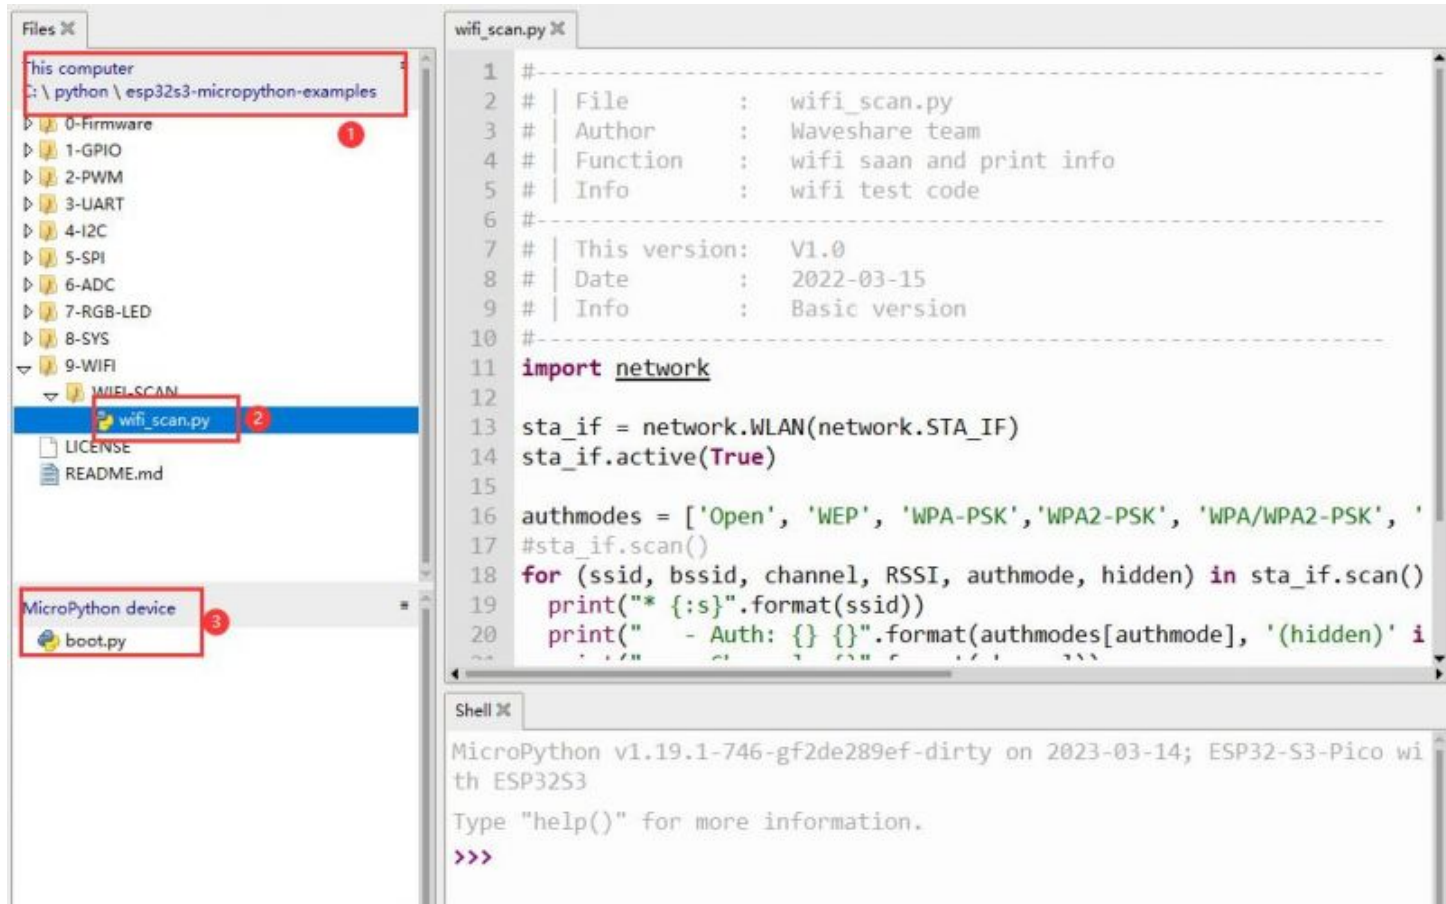 Files
This computer
C: \ python \ esp32s3-micropython-examples
1
0-Firmware
1-GPIO
2-PWM
3-UART
4-I2C
5-SPI
6-ADC
7-RGB-LED
8-SYS
9-WIFI
WIFI-SCAN
wifi_scan.py
2
LICENSE
README.md
MicroPython device
3
boot.py
wifi_scan.py
1 #----------------------------------------------------------------
2 # | File : wifi_scan.py
3 # | Author : Waveshare team
4 # | Function : wifi saan and print info
5 # | Info : wifi test code
6 #----------------------------------------------------------------
7 # | This version: V1.0
8 # | Date : 2022-03-15
9 # | Info : Basic version
10 #----------------------------------------------------------------
11 import network
12
13 sta_if = network.WLAN(network.STA_IF)
14 sta_if.active(True)
15
16 authmodes = ['Open', 'WEP', 'WPA-PSK','WPA2-PSK', 'WPA/WPA2-PSK', '
17 #sta_if.scan()
18 for (ssid, bssid, channel, RSSI, authmode, hidden) in sta_if.scan()
19 print("* {:s}".format(ssid))
20 print("   - Auth: {} {}".format(authmodes[authmode], '(hidden)' i
Shell
MicroPython v1.19.1-746-gf2de289ef-dirty on 2023-03-14; ESP32-S3-Pico wi
th ESP32S3
Type "help()" for more information.
>>>